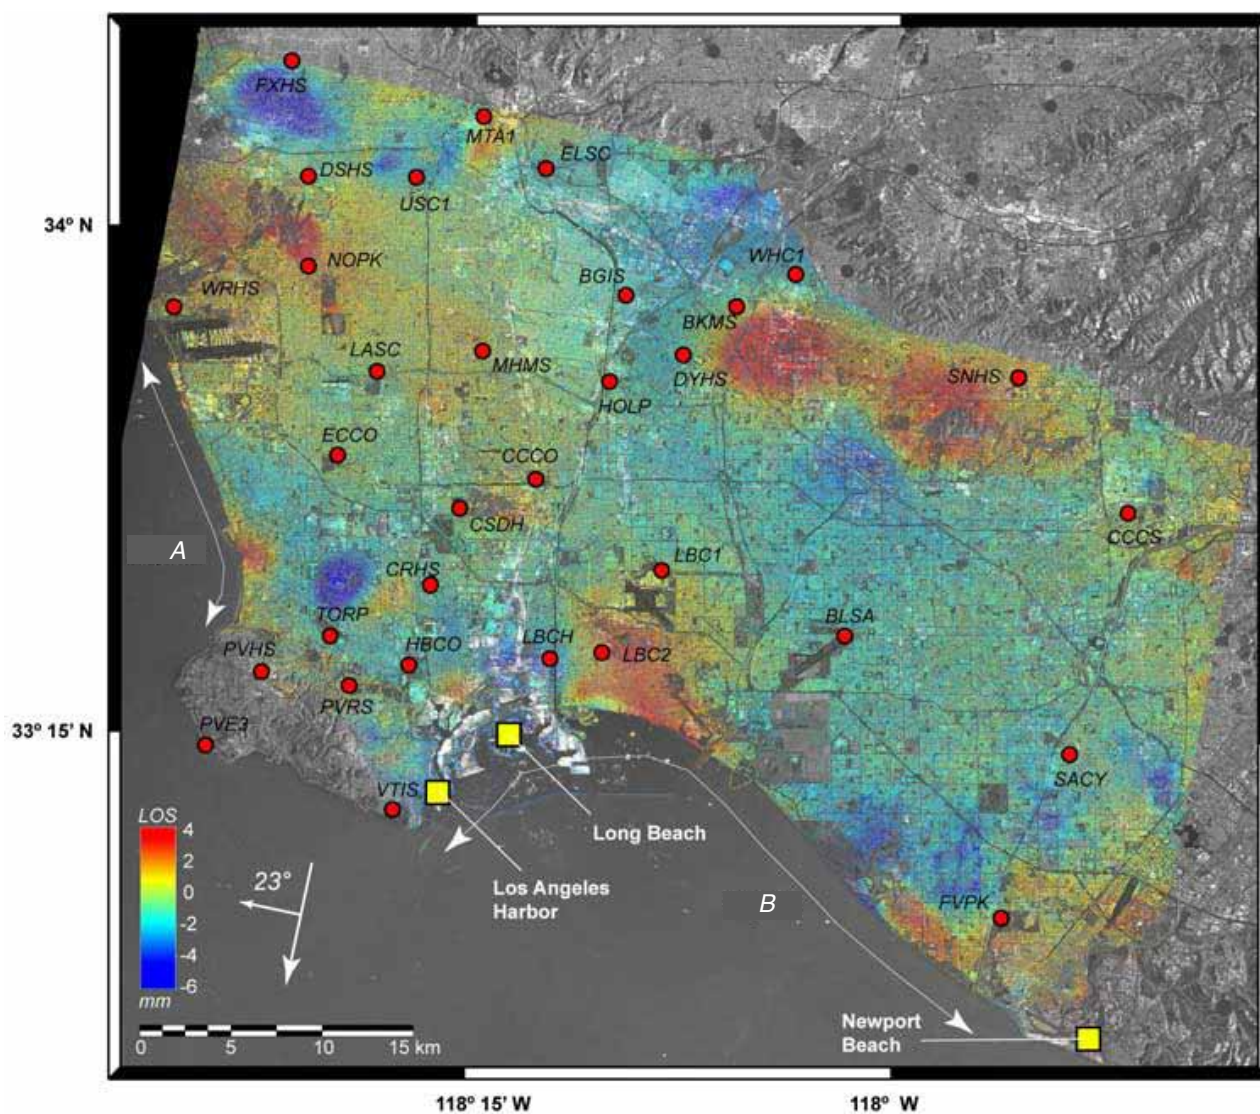 FXHS
MTA1
ELSC
DSHS
USC1
34° N
WHC1
NOPK
BGIS
WRHS
BKMS
LASC
MHMS
DYHS
SNHS
HOLP
ECCO
CCCO
CSDH
CCCS
A
LBC1
CRHS
TORP
BLSA
HBCO
LBCH
LBC2
PVHS
PVRS
33° 15' N
PVE3
SACY
VTIS
LOS
4
2
0
-2
-4
-6
mm
Long Beach
23°
Los Angeles
Harbor
B
FVPK
Newport
Beach
0 5 10 15 km
118° 15' W
118° W